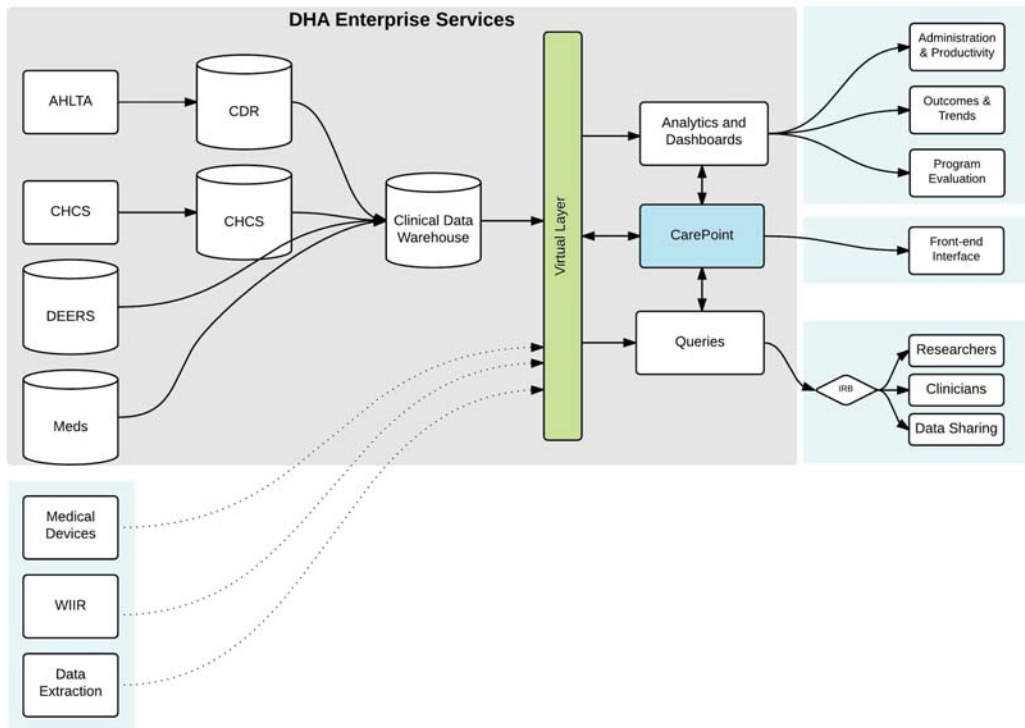 DHA Enterprise Services
AHLTA
CDR
CHCS
CHCS
DEERS
Meds
Clinical Data
Warehouse
Virtual Layer
Analytics and
Dashboards
CarePoint
Queries
Administration
& Productivity
Outcomes &
Trends
Program
Evaluation
Front-end
Interface
IRB
Researchers
Clinicians
Data Sharing
Medical
Devices
WIIR
Data
Extraction